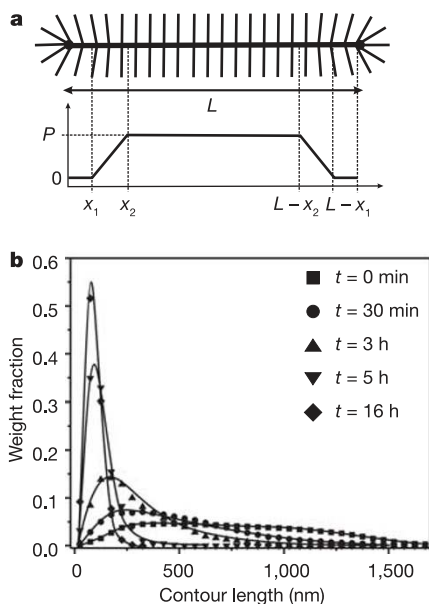 a
L
P
0
x1 x2 L – x2 L – x1
b
0.6
0.5
0.4
0.3
0.2
0.1
0.0
Weight fraction
t = 0 min
t = 30 min
t = 3 h
t = 5 h
t = 16 h
0 500 1,000 1,500
Contour length (nm)